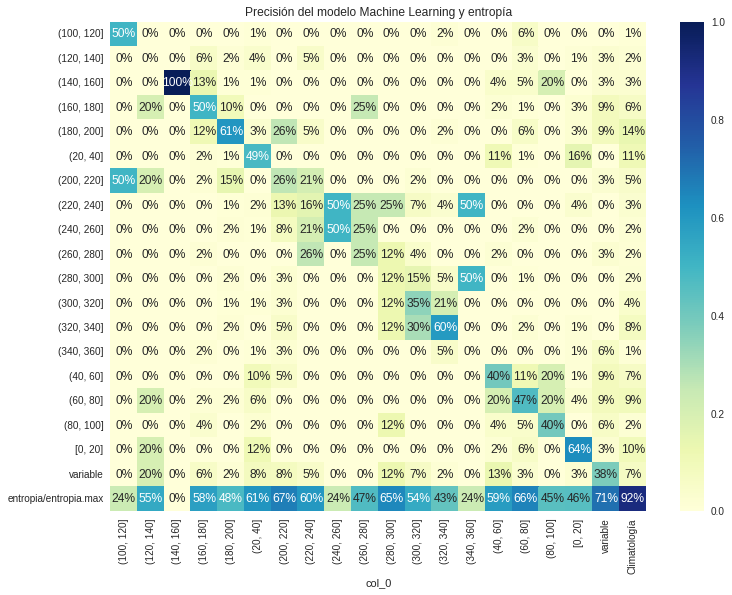 Precisión del modelo Machine Learning y entropía
(100, 120] 50% 0% 0% 0% 0% 1% 0% 0% 0% 0% 0% 0% 2% 0% 0% 6% 0% 0% 0% 1%
(120, 140] 0% 0% 0% 6% 2% 4% 0% 5% 0% 0% 0% 0% 0% 0% 0% 3% 0% 1% 3% 2%
(140, 160] 0% 0% 100% 13% 1% 1% 0% 0% 0% 0% 0% 0% 0% 0% 4% 5% 20% 0% 3% 3%
(160, 180] 0% 20% 0% 50% 10% 0% 0% 0% 0% 25% 0% 0% 0% 0% 2% 1% 0% 3% 9% 6%
(180, 200] 0% 0% 0% 12% 61% 3% 26% 5% 0% 0% 0% 0% 2% 0% 0% 6% 0% 3% 9% 14%
(20, 40] 0% 0% 0% 2% 1% 49% 0% 0% 0% 0% 0% 0% 0% 0% 11% 1% 0% 16% 0% 11%
(200, 220] 50% 20% 0% 2% 15% 0% 26% 21% 0% 0% 0% 2% 0% 0% 0% 0% 0% 0% 3% 5%
(220, 240] 0% 0% 0% 0% 1% 2% 13% 16% 50% 25% 25% 7% 4% 50% 0% 0% 0% 4% 0% 3%
(240, 260] 0% 0% 0% 0% 2% 1% 8% 21% 50% 25% 0% 0% 0% 0% 0% 2% 0% 0% 0% 2%
(260, 280] 0% 0% 0% 0% 2% 0% 0% 26% 0% 25% 12% 4% 0% 0% 0% 2% 0% 0% 3% 2%
(280, 300] 0% 0% 0% 0% 2% 0% 3% 0% 0% 0% 12% 15% 5% 50% 0% 1% 0% 0% 0% 2%
(300, 320] 0% 0% 0% 0% 1% 1% 3% 0% 0% 0% 12% 35% 21% 0% 0% 0% 0% 0% 0% 4%
(320, 340] 0% 0% 0% 0% 2% 0% 5% 0% 0% 0% 12% 30% 60% 0% 0% 2% 0% 1% 0% 8%
(340, 360] 0% 0% 0% 2% 0% 1% 3% 0% 0% 0% 0% 0% 5% 0% 0% 0% 0% 1% 6% 1%
(40, 60] 0% 0% 0% 0% 0% 10% 5% 0% 0% 0% 0% 0% 0% 0% 40% 11% 20% 1% 9% 7%
(60, 80] 0% 20% 0% 2% 2% 6% 0% 0% 0% 0% 0% 0% 0% 0% 20% 47% 20% 4% 9% 9%
(80, 100] 0% 0% 0% 4% 0% 2% 0% 0% 0% 0% 12% 0% 0% 0% 4% 5% 40% 0% 6% 2%
[0, 20] 0% 20% 0% 0% 0% 12% 0% 0% 0% 0% 0% 0% 0% 0% 2% 6% 0% 64% 3% 10%
variable 0% 20% 0% 6% 2% 8% 8% 5% 0% 0% 12% 7% 2% 0% 13% 3% 0% 3% 38% 7%
entropia/entropia.max 24% 55% 0% 58% 48% 61% 67% 60% 24% 47% 65% 54% 43% 24% 59% 66% 45% 46% 71% 92%
(100, 120] (120, 140] (140, 160] (160, 180] (180, 200] (20, 40] (200, 220] (220, 240] (240, 260] (260, 280] (280, 300] (300, 320] (320, 340] (340, 360] (40, 60] (60, 80] (80, 100] [0, 20] variable Climatología
col_0
1.0
0.8
0.6
0.4
0.2
0.0